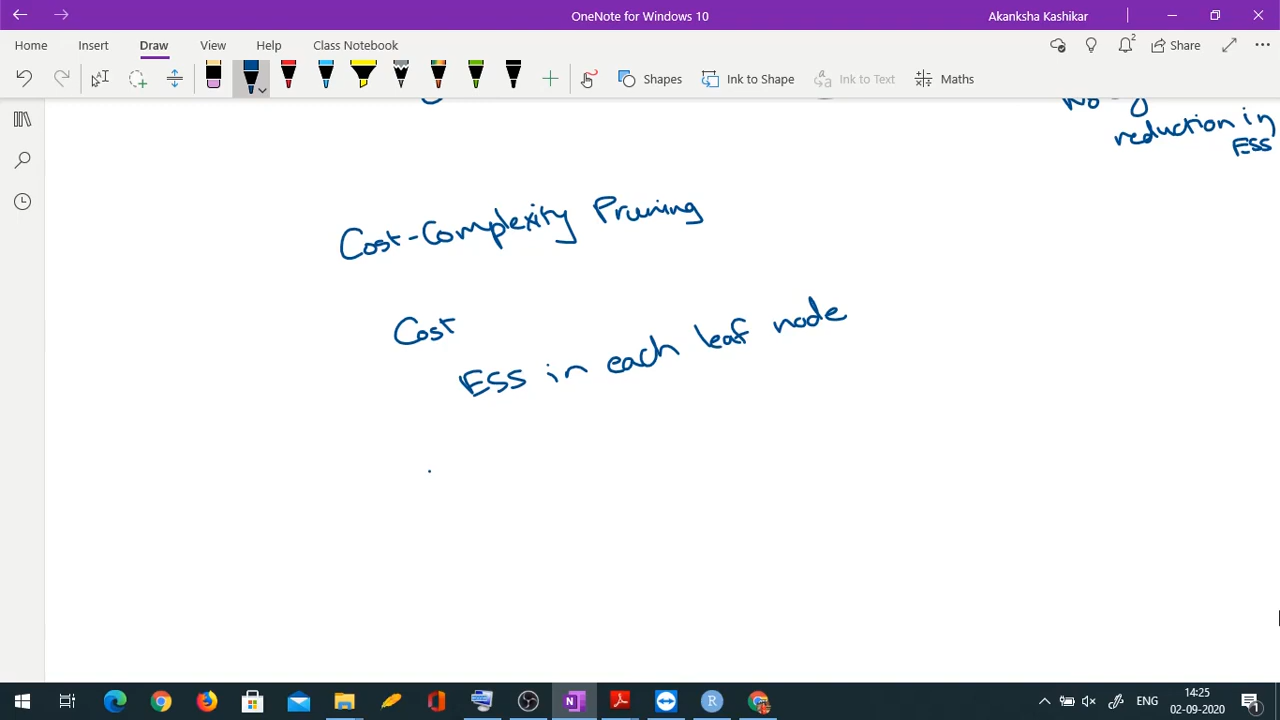 OneNote for Windows 10
Akanksha Kashikar
Home Insert Draw View Help Class Notebook
Share
Shapes Ink to Shape Ink to Text Maths
No
reduction in
ESS
Cost-Complexity Pruning
Cost
ESS in each leaf node
ENG
14:25
02-09-2020